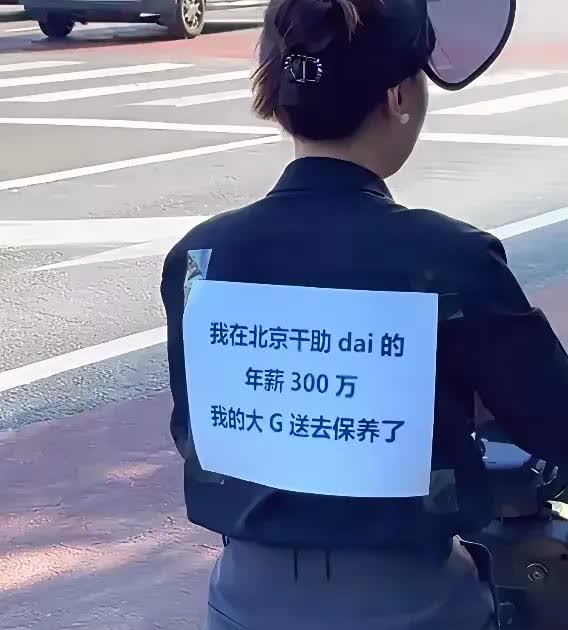 我在北京干助 dai 的
年薪 300 万
我的大 G 送去保养了